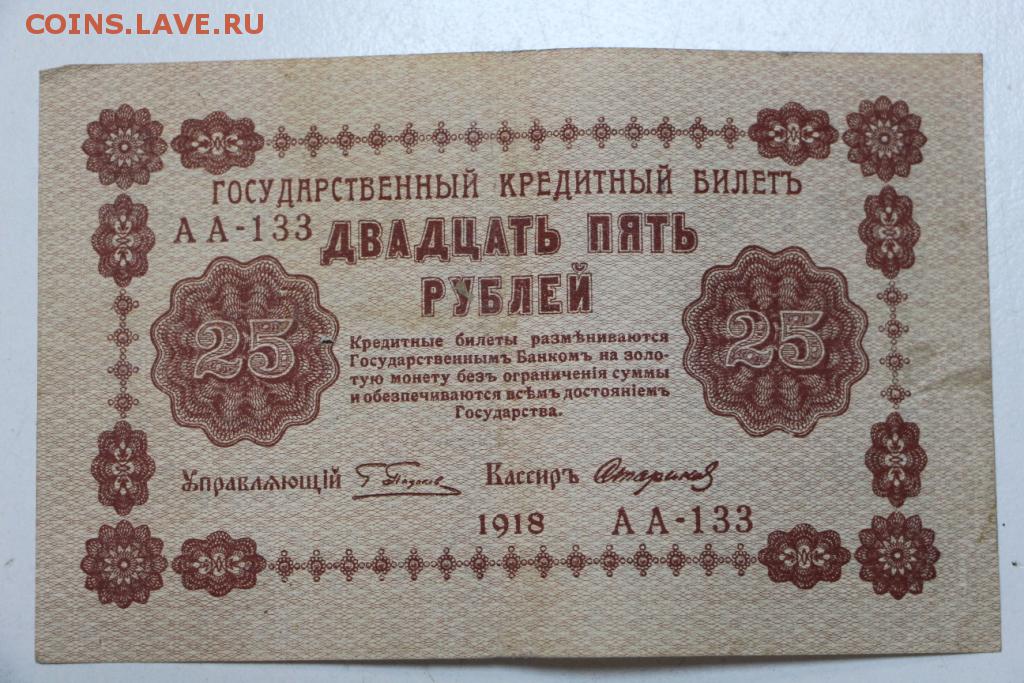 COINS.LAVE.RU
ГОСУДАРСТВЕННЫЙ КРЕДИТНЫЙ БИЛЕТЪ
АА-133
ДВАДЦАТЬ ПЯТЬ
РУБЛЕЙ
25
25
Кредитные билеты размѣниваются
Государственнымъ Банкомъ на золо-
тую монету безъ ограниченія суммы
и обезпечиваются всѣмъ достояніемъ
Государства.
Управляющій
Кассиръ
Стариков
1918 АА-133